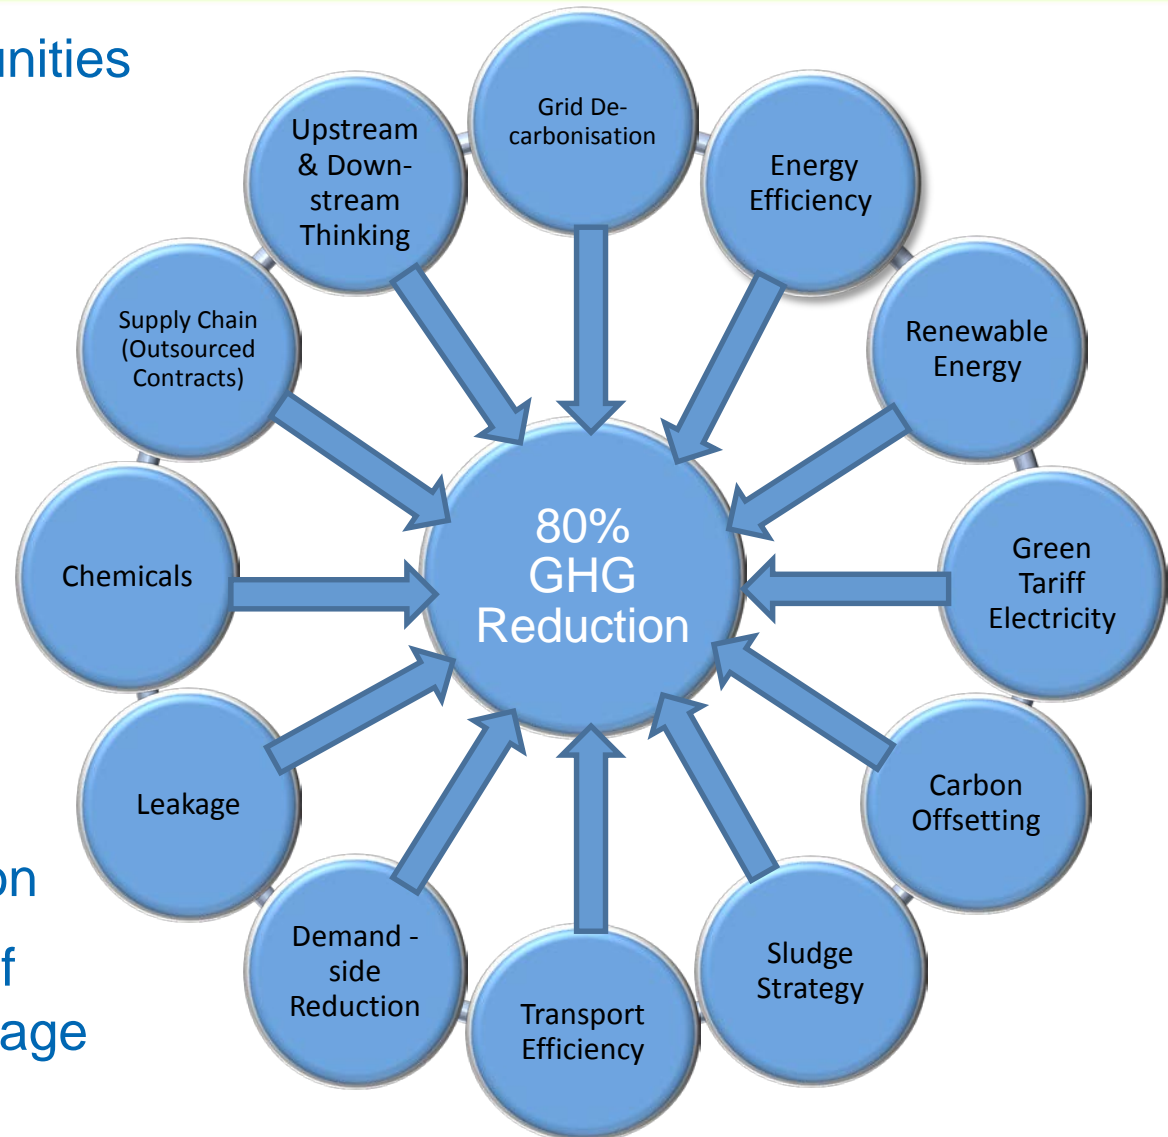 unities
Grid De-
carbonisation
Energy
Efficiency
Renewable
Energy
Green
Tariff
Electricity
Carbon
Offsetting
Sludge
Strategy
Transport
Efficiency
Demand -
side
Reduction
Leakage
Chemicals
Supply Chain
(Outsourced
Contracts)
Upstream
& Down-
stream
Thinking
80%
GHG
Reduction
on
f
age